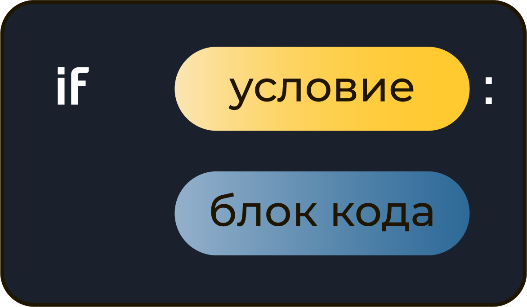 if условие :
блок кода